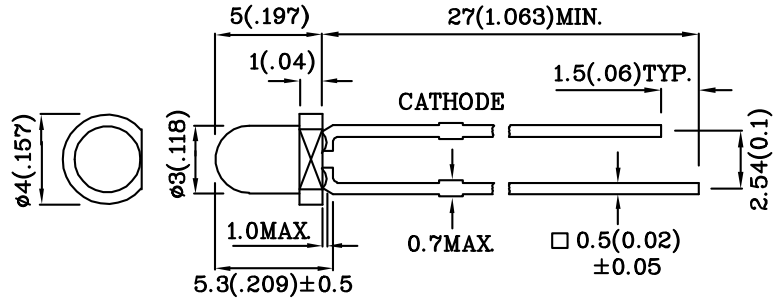 5(.197)
27(1.063)MIN.
1(.04)
1.5(.06)TYP.
CATHODE
ø4(.157)
ø3(.118)
2.54(0.1)
1.0MAX.
0.7MAX.
□ 0.5(0.02)
±0.05
5.3(.209)±0.5